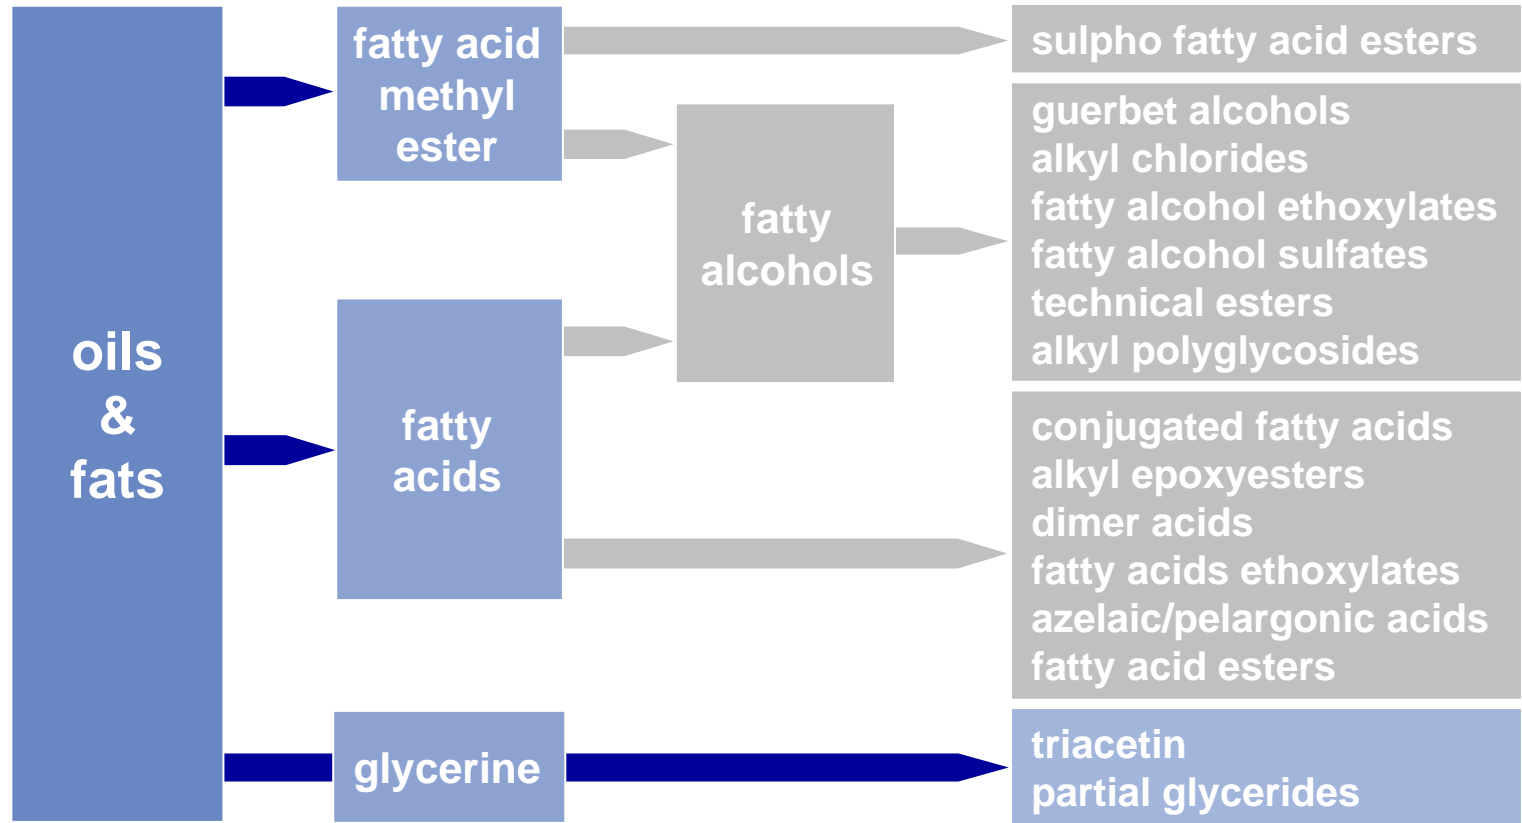 oils
&
fats
fatty acid
methyl
ester
fatty
acids
glycerine
fatty
alcohols
sulpho fatty acid esters
guerbet alcohols
alkyl chlorides
fatty alcohol ethoxylates
fatty alcohol sulfates
technical esters
alkyl polyglycosides
conjugated fatty acids
alkyl epoxyesters
dimer acids
fatty acids ethoxylates
azelaic/pelargonic acids
fatty acid esters
triacetin
partial glycerides